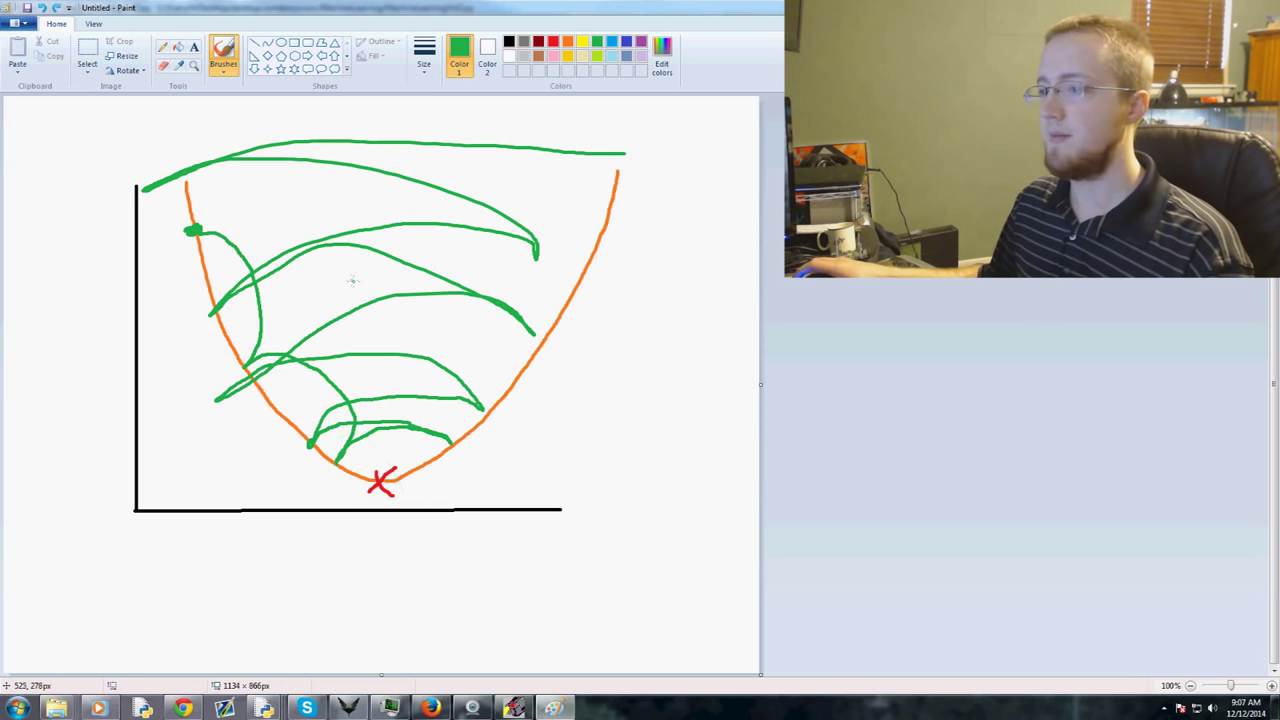 Untitled - Paint
Home
View
Cut
Copy
Paste
Clipboard
Crop
Resize
Rotate
Select
Image
Tools
Brushes
Shapes
Outline
Fill
Size
Color 1
Color 2
Edit colors
Colors
525, 278px
1134 × 866px
100%
9:07 AM
12/12/2014